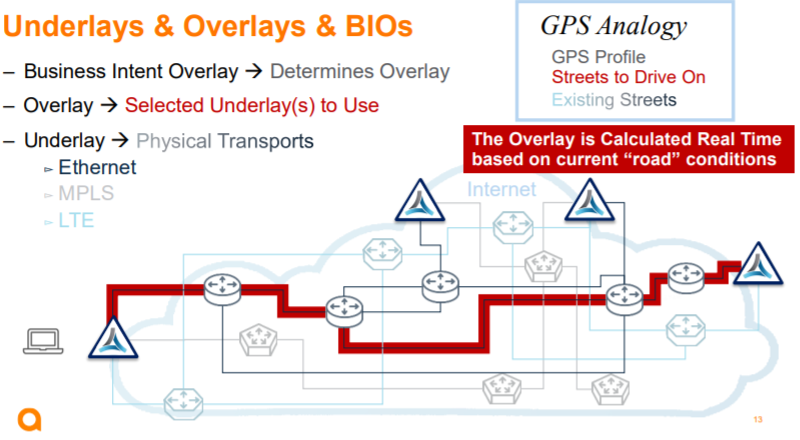 Underlays & Overlays & BIOs
– Business Intent Overlay → Determines Overlay
– Overlay → Selected Underlay(s) to Use
– Underlay → Physical Transports
▻ Ethernet
▻ MPLS
▻ LTE
GPS Analogy
GPS Profile
Streets to Drive On
Existing Streets
The Overlay is Calculated Real Time
based on current “road” conditions
Internet
13